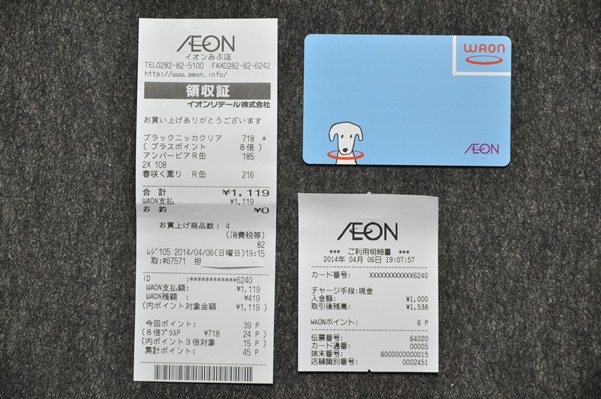 ÆEON
イオンみぶ店
TEL0282-82-5100 FAX0282-82-6242
http://www.aeon.info/
領収証
イオンリテール株式会社
お買い上げありがとうございます
ブラックニッカクリア 718 *
( プラスポイント 8倍)
アンバービアR缶 185
2X 108
春咲く薫り R缶 216
合計 ¥1,119
WAON支払 ¥1,119
お釣 ¥0
お買上商品数: 4
(消費税等)
82
レジ105 2014/04/06(日曜日)19:15
取:#67571 担
ID :************6240
WAON支払額: ¥1,119
WAON残額 : ¥419
(内ポイント対象金額 ¥1,119 )
今回ポイント: 39 P
(8倍プラスP ¥718 24 P)
(内ポイント3倍対象 15 P)
累計ポイント: 45 P
WAON
ÆEON
ÆEON
*** ご利用明細書 ***
2014年 04月 06日 19:07:57
カード番号: XXXXXXXXXXXX6240
チャージ手段:現金
入金額: ¥1,000
取引後残高: ¥1,538
WAONポイント: 6 P
伝票番号: 64020
カード通番: 00005
端末番号: 8000000000015
店舗識別番号: 0002451